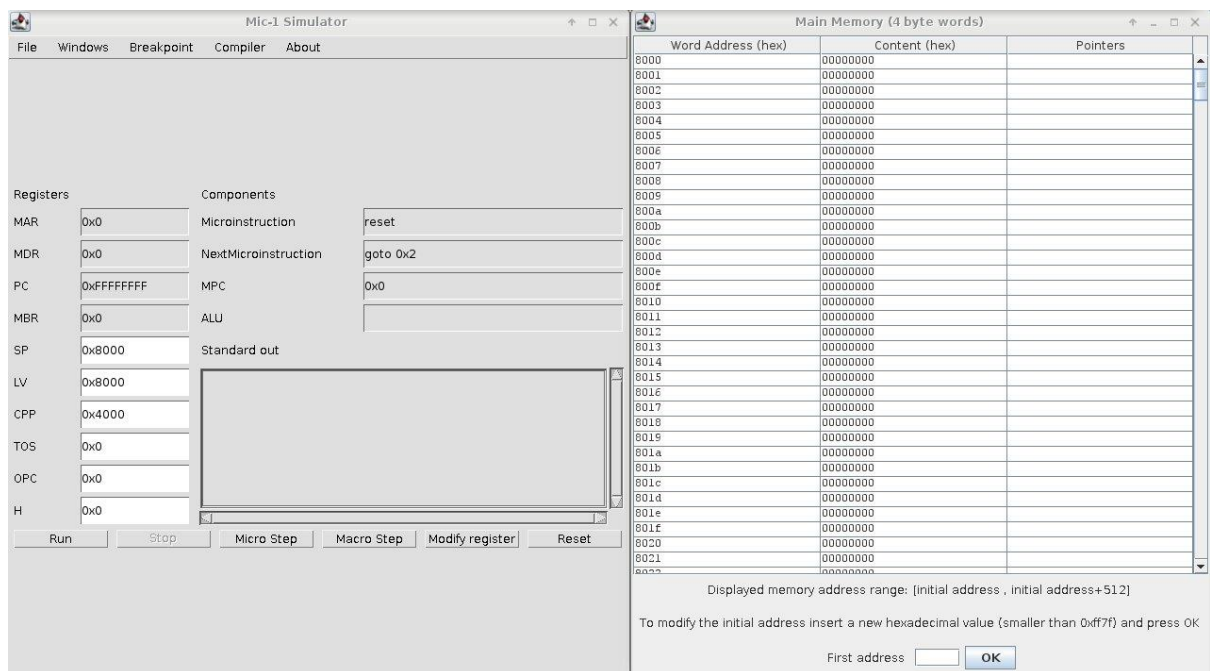 Mic-1 Simulator
File Windows Breakpoint Compiler About
Registers Components
MAR 0x0 Microinstruction reset
MDR 0x0 NextMicroinstruction goto 0x2
PC 0xFFFFFFFF MPC 0x0
MBR 0x0 ALU
SP 0x8000 Standard out
LV 0x8000
CPP 0x4000
TOS 0x0
OPC 0x0
H 0x0
Run Stop Micro Step Macro Step Modify register Reset
Main Memory (4 byte words)
Word Address (hex) Content (hex) Pointers
8000 00000000
8001 00000000
8002 00000000
8003 00000000
8004 00000000
8005 00000000
8006 00000000
8007 00000000
8008 00000000
8009 00000000
800a 00000000
800b 00000000
800c 00000000
800d 00000000
800e 00000000
800f 00000000
8010 00000000
8011 00000000
8012 00000000
8013 00000000
8014 00000000
8015 00000000
8016 00000000
8017 00000000
8018 00000000
8019 00000000
801a 00000000
801b 00000000
801c 00000000
801d 00000000
801e 00000000
801f 00000000
8020 00000000
8021 00000000
8022 00000000
Displayed memory address range: [initial address , initial address+512]
To modify the initial address insert a new hexadecimal value (smaller than 0xff7f) and press OK
First address OK